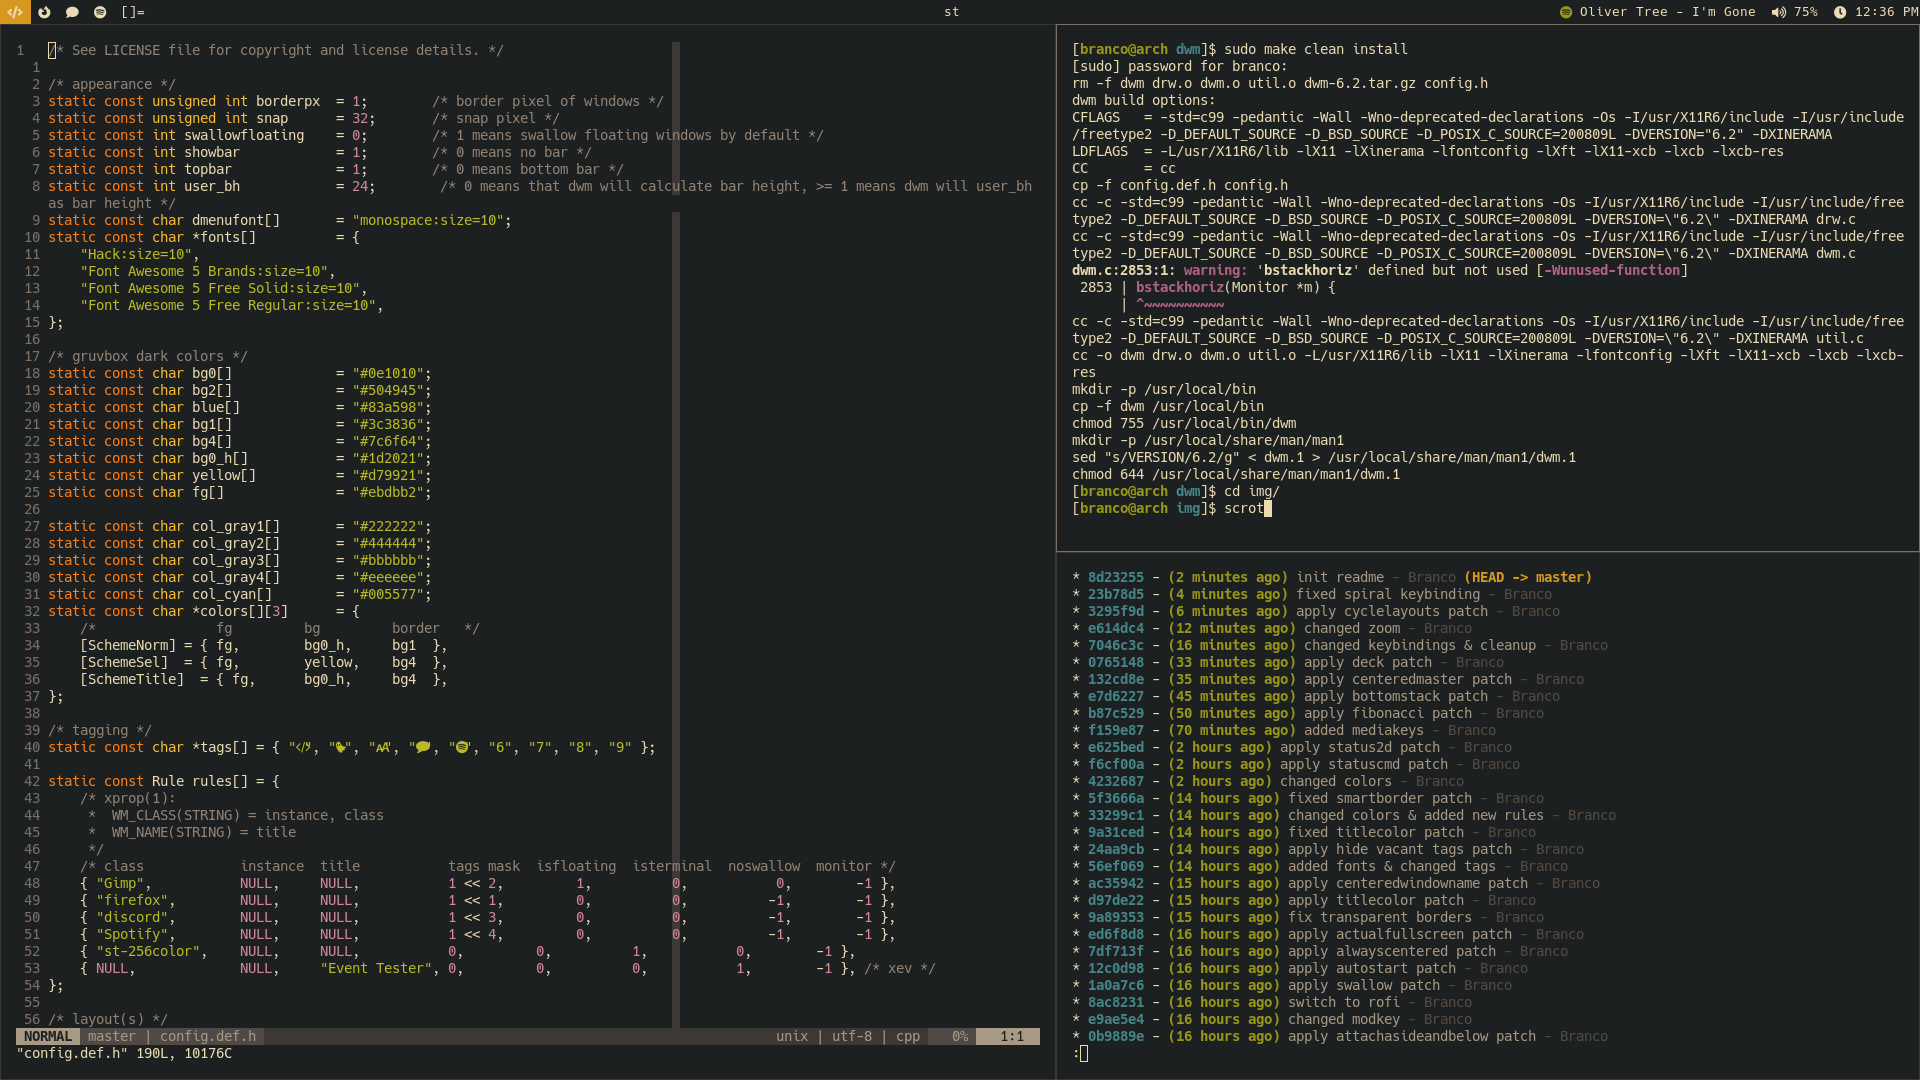 []=
st
Oliver Tree - I'm Gone
75%
12:36 PM
1 /* See LICENSE file for copyright and license details. */
1
2 /* appearance */
3 static const unsigned int borderpx = 1; /* border pixel of windows */
4 static const unsigned int snap = 32; /* snap pixel */
5 static const int swallowfloating = 0; /* 1 means swallow floating windows by default */
6 static const int showbar = 1; /* 0 means no bar */
7 static const int topbar = 1; /* 0 means bottom bar */
8 static const int user_bh = 24; /* 0 means that dwm will calculate bar height, >= 1 means dwm will user_bh
as bar height */
9 static const char dmenufont[] = "monospace:size=10";
10 static const char *fonts[] = {
11 "Hack:size=10",
12 "Font Awesome 5 Brands:size=10",
13 "Font Awesome 5 Free Solid:size=10",
14 "Font Awesome 5 Free Regular:size=10",
15 };
16
17 /* gruvbox dark colors */
18 static const char bg0[] = "#0e1010";
19 static const char bg2[] = "#504945";
20 static const char blue[] = "#83a598";
21 static const char bg1[] = "#3c3836";
22 static const char bg4[] = "#7c6f64";
23 static const char bg0_h[] = "#1d2021";
24 static const char yellow[] = "#d79921";
25 static const char fg[] = "#ebdbb2";
26
27 static const char col_gray1[] = "#222222";
28 static const char col_gray2[] = "#444444";
29 static const char col_gray3[] = "#bbbbbb";
30 static const char col_gray4[] = "#eeeeee";
31 static const char col_cyan[] = "#005577";
32 static const char *colors[][3] = {
33 /* fg bg border */
34 [SchemeNorm] = { fg, bg0_h, bg1 },
35 [SchemeSel] = { fg, yellow, bg4 },
36 [SchemeTitle] = { fg, bg0_h, bg4 },
37 };
38
39 /* tagging */
40 static const char *tags[] = { "</>", "", "", "", "", "6", "7", "8", "9" };
41
42 static const Rule rules[] = {
43 /* xprop(1):
44 * WM_CLASS(STRING) = instance, class
45 * WM_NAME(STRING) = title
46 */
47 /* class instance title tags mask isfloating isterminal noswallow monitor */
48 { "Gimp", NULL, NULL, 1 << 2, 1, 0, 0, -1 },
49 { "firefox", NULL, NULL, 1 << 1, 0, 0, -1, -1 },
50 { "discord", NULL, NULL, 1 << 3, 0, 0, -1, -1 },
51 { "Spotify", NULL, NULL, 1 << 4, 0, 0, -1, -1 },
52 { "st-256color", NULL, NULL, 0, 0, 1, 0, -1 },
53 { NULL, NULL, "Event Tester", 0, 0, 0, 1, -1 }, /* xev */
54 };
55
56 /* layout(s) */
NORMAL master | config.def.h unix | utf-8 | cpp 0% 1:1
"config.def.h" 190L, 10176C
[branco@arch dwm]$ sudo make clean install
[sudo] password for branco:
rm -f dwm drw.o dwm.o util.o dwm-6.2.tar.gz config.h
dwm build options:
CFLAGS = -std=c99 -pedantic -Wall -Wno-deprecated-declarations -Os -I/usr/X11R6/include -I/usr/include
/freetype2 -D_DEFAULT_SOURCE -D_BSD_SOURCE -D_POSIX_C_SOURCE=200809L -DVERSION="6.2" -DXINERAMA
LDFLAGS = -L/usr/X11R6/lib -lX11 -lXinerama -lfontconfig -lXft -lX11-xcb -lxcb -lxcb-res
CC = cc
cp -f config.def.h config.h
cc -c -std=c99 -pedantic -Wall -Wno-deprecated-declarations -Os -I/usr/X11R6/include -I/usr/include/free
type2 -D_DEFAULT_SOURCE -D_BSD_SOURCE -D_POSIX_C_SOURCE=200809L -DVERSION=\"6.2\" -DXINERAMA drw.c
cc -c -std=c99 -pedantic -Wall -Wno-deprecated-declarations -Os -I/usr/X11R6/include -I/usr/include/free
type2 -D_DEFAULT_SOURCE -D_BSD_SOURCE -D_POSIX_C_SOURCE=200809L -DVERSION=\"6.2\" -DXINERAMA dwm.c
dwm.c:2853:1: warning: 'bstackhoriz' defined but not used [-Wunused-function]
2853 | bstackhoriz(Monitor *m) {
| ^~~~~~~~~~~
cc -c -std=c99 -pedantic -Wall -Wno-deprecated-declarations -Os -I/usr/X11R6/include -I/usr/include/free
type2 -D_DEFAULT_SOURCE -D_BSD_SOURCE -D_POSIX_C_SOURCE=200809L -DVERSION=\"6.2\" -DXINERAMA util.c
cc -o dwm drw.o dwm.o util.o -L/usr/X11R6/lib -lX11 -lXinerama -lfontconfig -lXft -lX11-xcb -lxcb -lxcb-
res
mkdir -p /usr/local/bin
cp -f dwm /usr/local/bin
chmod 755 /usr/local/bin/dwm
mkdir -p /usr/local/share/man/man1
sed "s/VERSION/6.2/g" < dwm.1 > /usr/local/share/man/man1/dwm.1
chmod 644 /usr/local/share/man/man1/dwm.1
[branco@arch dwm]$ cd img/
[branco@arch img]$ scrot
* 8d23255 - (2 minutes ago) init readme - Branco (HEAD -> master)
* 23b78d5 - (4 minutes ago) fixed spiral keybinding - Branco
* 3295f9d - (6 minutes ago) apply cyclelayouts patch - Branco
* e614dc4 - (12 minutes ago) changed zoom - Branco
* 7046c3c - (16 minutes ago) changed keybindings & cleanup - Branco
* 0765148 - (33 minutes ago) apply deck patch - Branco
* 132cd8e - (35 minutes ago) apply centeredmaster patch - Branco
* e7d6227 - (45 minutes ago) apply bottomstack patch - Branco
* b87c529 - (50 minutes ago) apply fibonacci patch - Branco
* f159e87 - (70 minutes ago) added mediakeys - Branco
* e625bed - (2 hours ago) apply status2d patch - Branco
* f6cf00a - (2 hours ago) apply statuscmd patch - Branco
* 4232687 - (2 hours ago) changed colors - Branco
* 5f3666a - (14 hours ago) fixed smartborder patch - Branco
* 33299c1 - (14 hours ago) changed colors & added new rules - Branco
* 9a31ced - (14 hours ago) fixed titlecolor patch - Branco
* 24aa9cb - (14 hours ago) apply hide vacant tags patch - Branco
* 56ef069 - (14 hours ago) added fonts & changed tags - Branco
* ac35942 - (15 hours ago) apply centeredwindowname patch - Branco
* d97de22 - (15 hours ago) apply titlecolor patch - Branco
* 9a89353 - (15 hours ago) fix transparent borders - Branco
* ed6f8d8 - (16 hours ago) apply actualfullscreen patch - Branco
* 7df713f - (16 hours ago) apply alwayscentered patch - Branco
* 12c0d98 - (16 hours ago) apply autostart patch - Branco
* 1a0a7c6 - (16 hours ago) apply swallow patch - Branco
* 8ac8231 - (16 hours ago) switch to rofi - Branco
* e9ae5e4 - (16 hours ago) changed modkey - Branco
* 0b9889e - (16 hours ago) apply attachasideandbelow patch - Branco
: